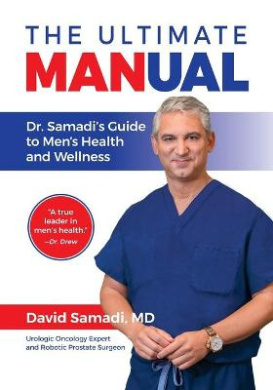 THE ULTIMATE
MANUAL
Dr. Samadi's Guide
to Men's Health
and Wellness
"A true
leader in
men's health."
—Dr. Drew
David Samadi, MD
Urologic Oncology Expert
and Robotic Prostate Surgeon